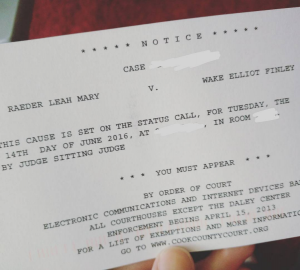 * * * * * N O T I C E * * * * *
CASE
RAEDER LEAH MARY V. WAKE ELLIOT FINLEY
THIS CAUSE IS SET ON THE STATUS CALL, FOR TUESDAY, THE
14TH DAY OF JUNE 2016, AT , IN ROOM
BY JUDGE SITTING JUDGE
* * * YOU MUST APPEAR * * *
BY ORDER OF COURT
ELECTRONIC COMMUNICATIONS AND INTERNET DEVICES BA
ALL COURTHOUSES EXCEPT THE DALEY CENTER
ENFORCEMENT BEGINS APRIL 15, 2013
FOR A LIST OF EXEMPTIONS AND MORE INFORMATIO
GO TO WWW.COOKCOUNTYCOURT.ORG